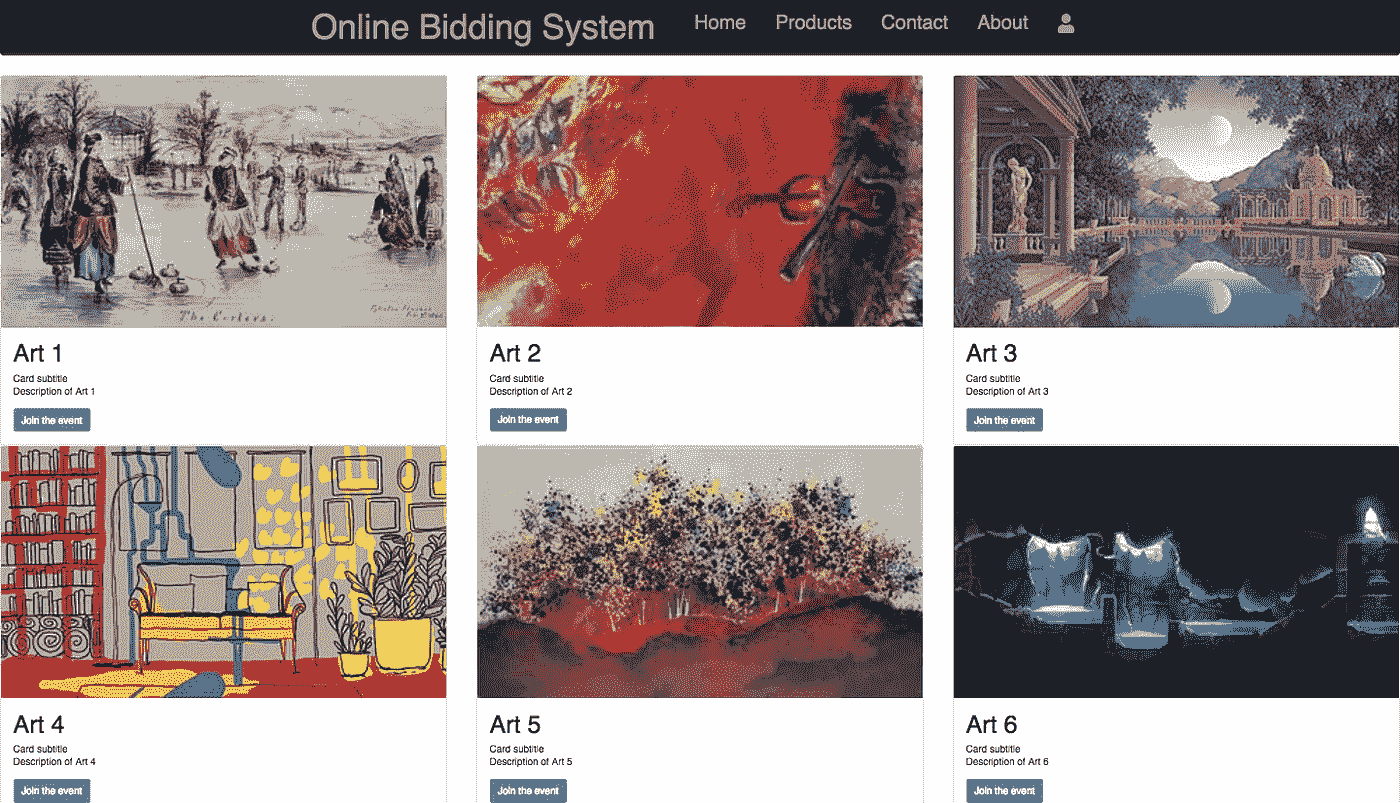 Online Bidding System Home Products Contact About
The Curlers.
Art 1
Card subtitle
Description of Art 1
Join the event
Art 2
Card subtitle
Description of Art 2
Join the event
Art 3
Card subtitle
Description of Art 3
Join the event
Art 4
Card subtitle
Description of Art 4
Join the event
Art 5
Card subtitle
Description of Art 5
Join the event
Art 6
Card subtitle
Description of Art 6
Join the event